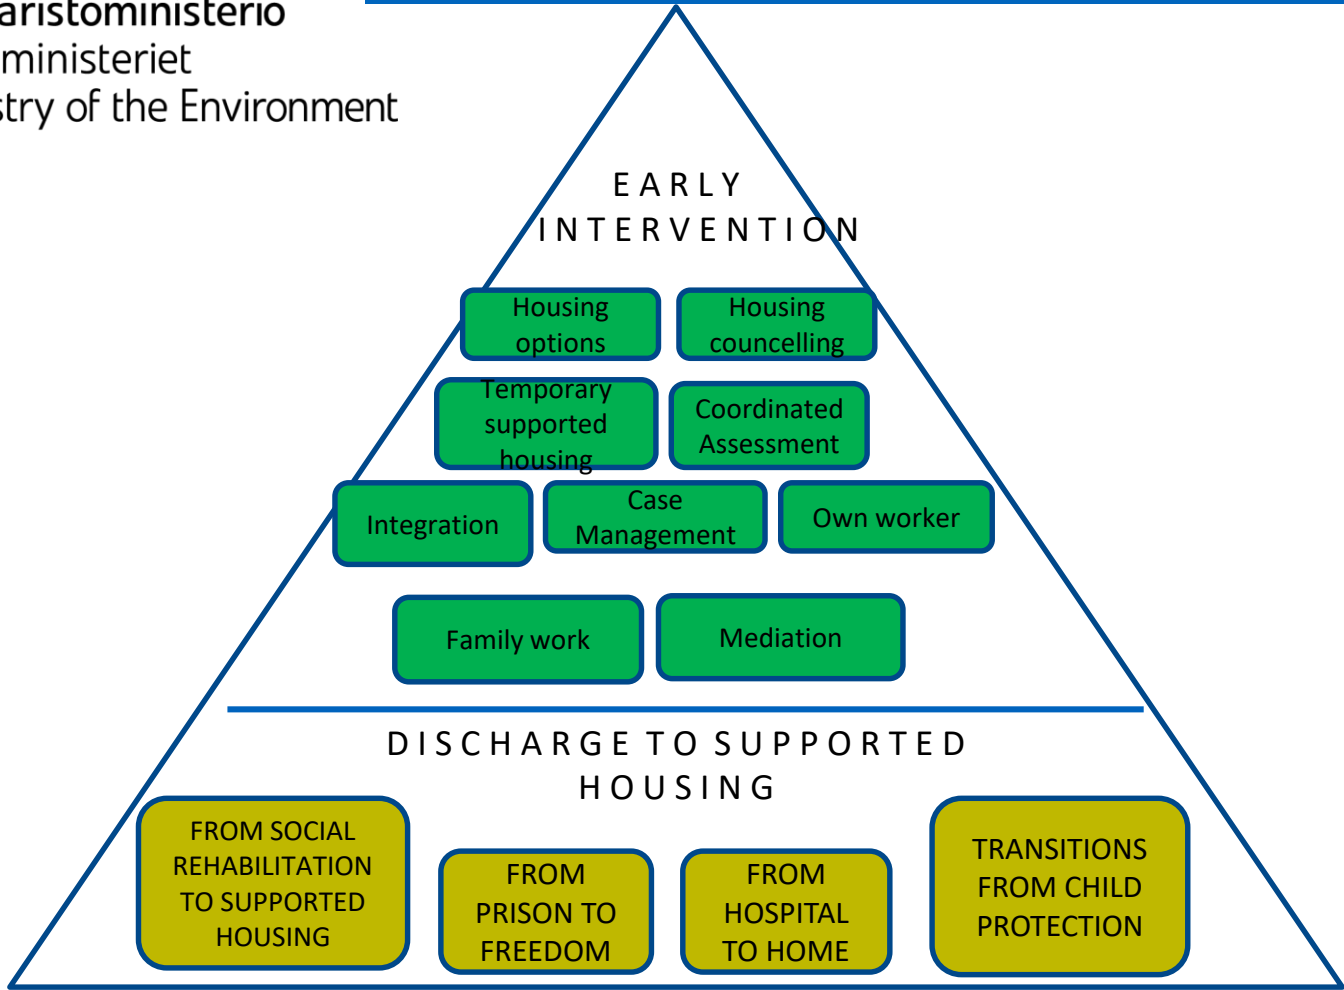 aristoministeriö
ministeriet
stry of the Environment
EARLY
INTERVENTION
Housing
options
Housing
councelling
Temporary
supported
housing
Coordinated
Assessment
Integration
Case
Management
Own worker
Family work
Mediation
DISCHARGE TO SUPPORTED
HOUSING
FROM SOCIAL
REHABILITATION
TO SUPPORTED
HOUSING
FROM
PRISON TO
FREEDOM
FROM
HOSPITAL
TO HOME
TRANSITIONS
FROM CHILD
PROTECTION